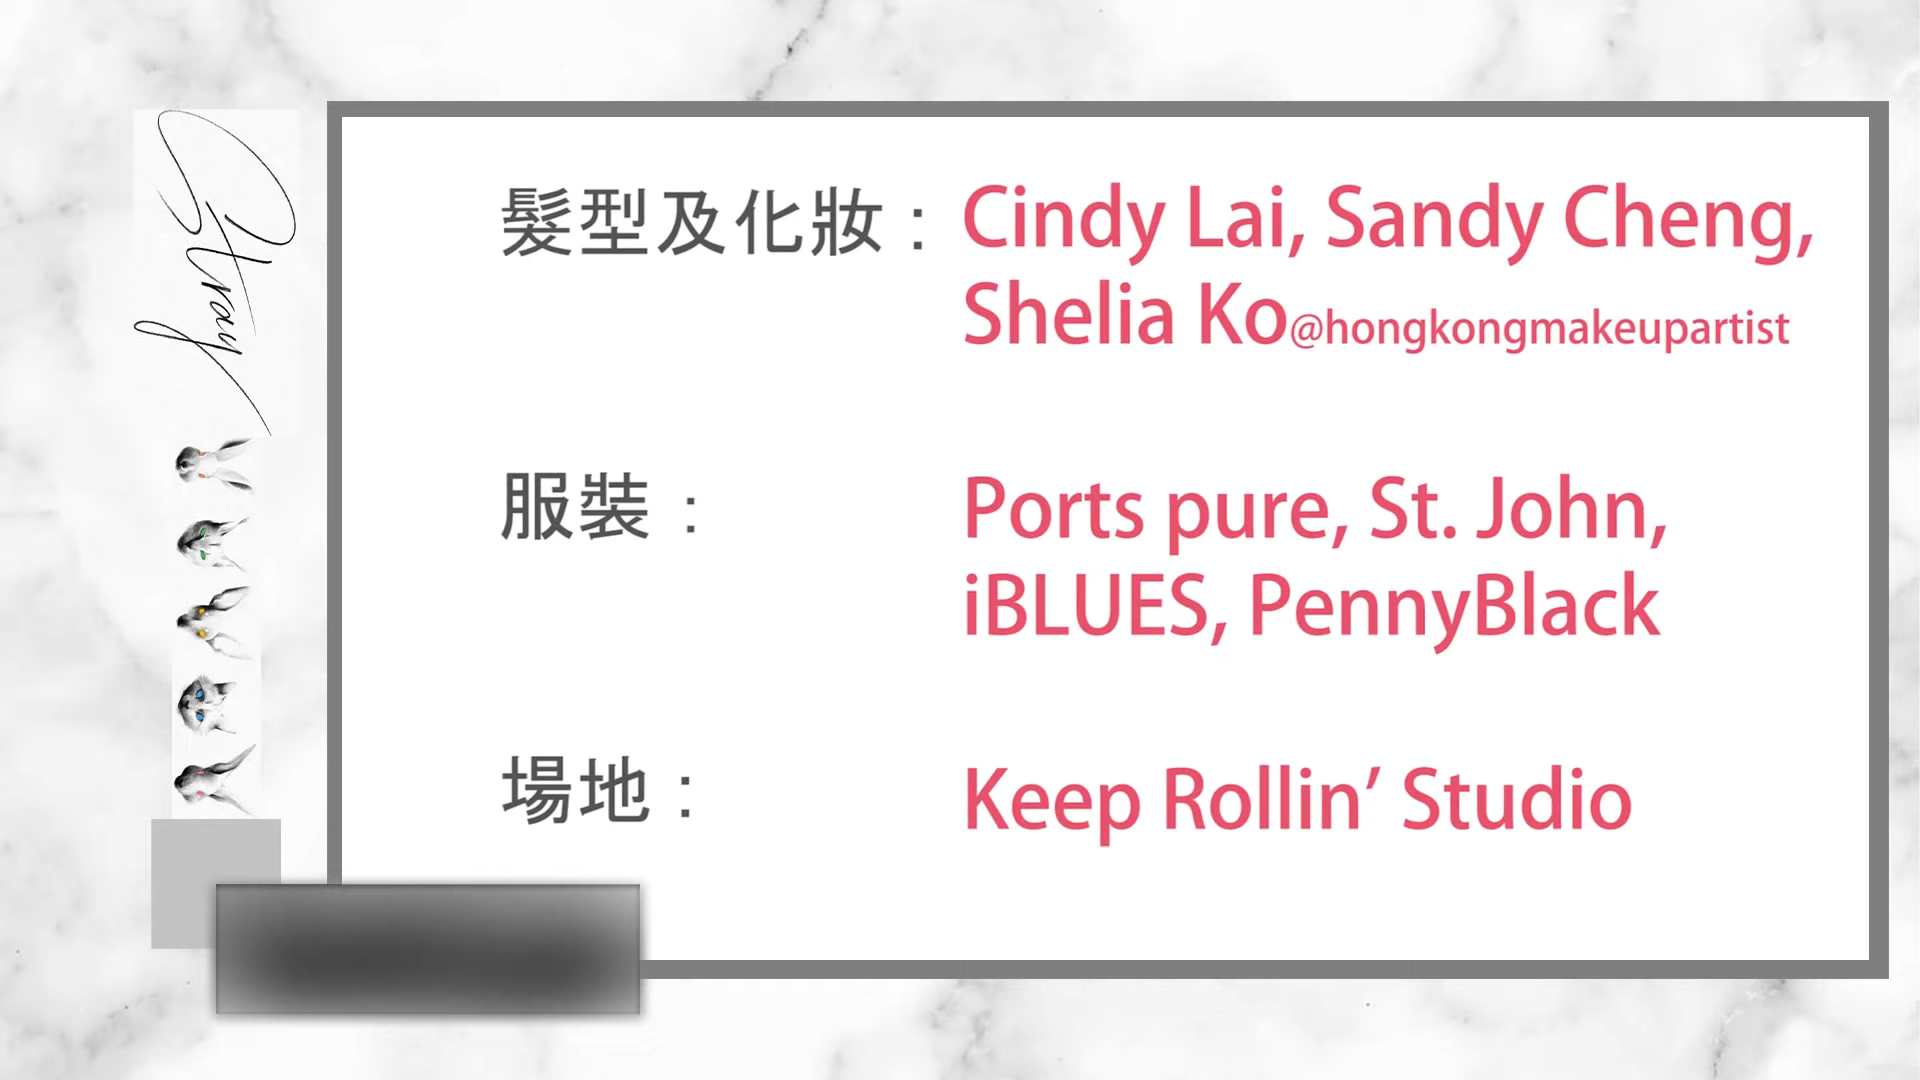 Stray
髮型及化妝 : Cindy Lai, Sandy Cheng,
Shelia Ko@hongkongmakeupartist
服裝 : Ports pure, St. John,
iBLUES, PennyBlack
場地 : Keep Rollin’ Studio